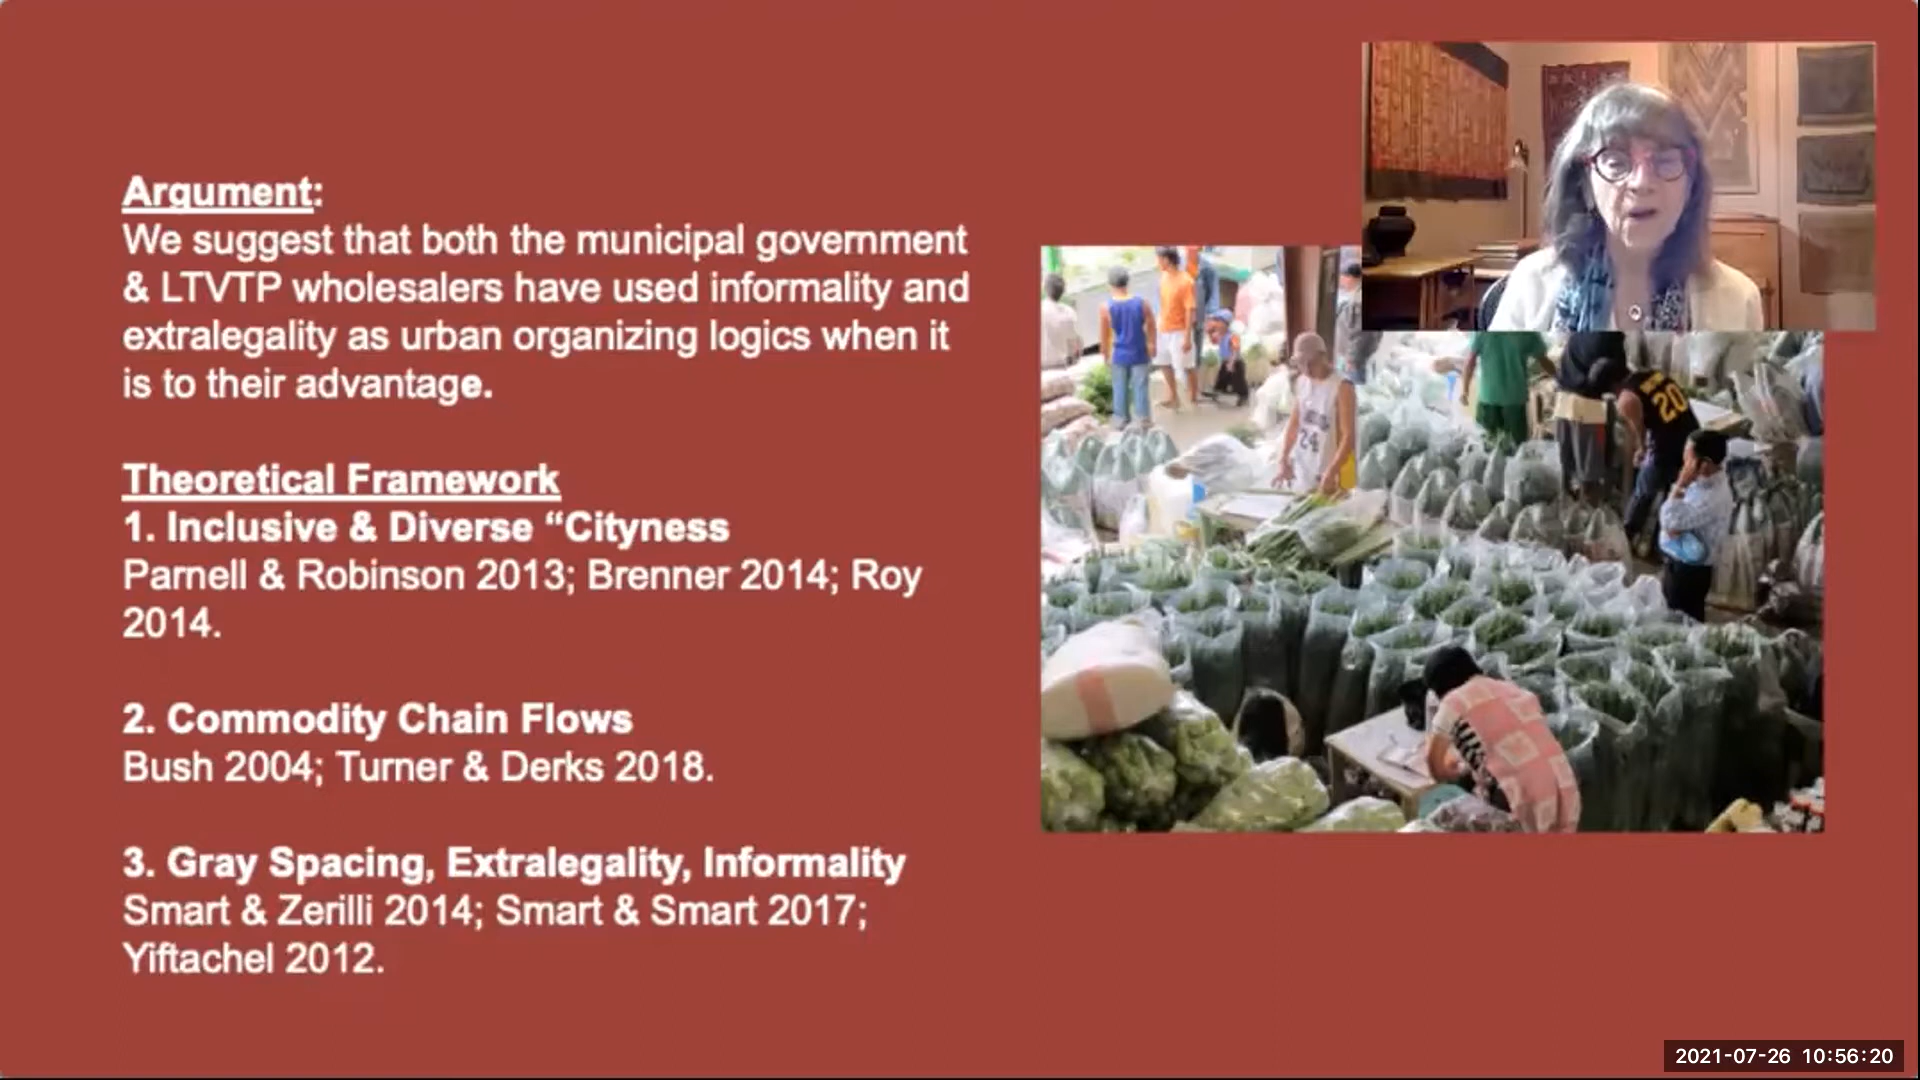 Argument:
We suggest that both the municipal government
& LTVTP wholesalers have used informality and
extralegality as urban organizing logics when it
is to their advantage.
Theoretical Framework
1. Inclusive & Diverse “Cityness
Parnell & Robinson 2013; Brenner 2014; Roy
2014.
2. Commodity Chain Flows
Bush 2004; Turner & Derks 2018.
3. Gray Spacing, Extralegality, Informality
Smart & Zerilli 2014; Smart & Smart 2017;
Yiftachel 2012.
24
20
2021-07-26 10:56:20